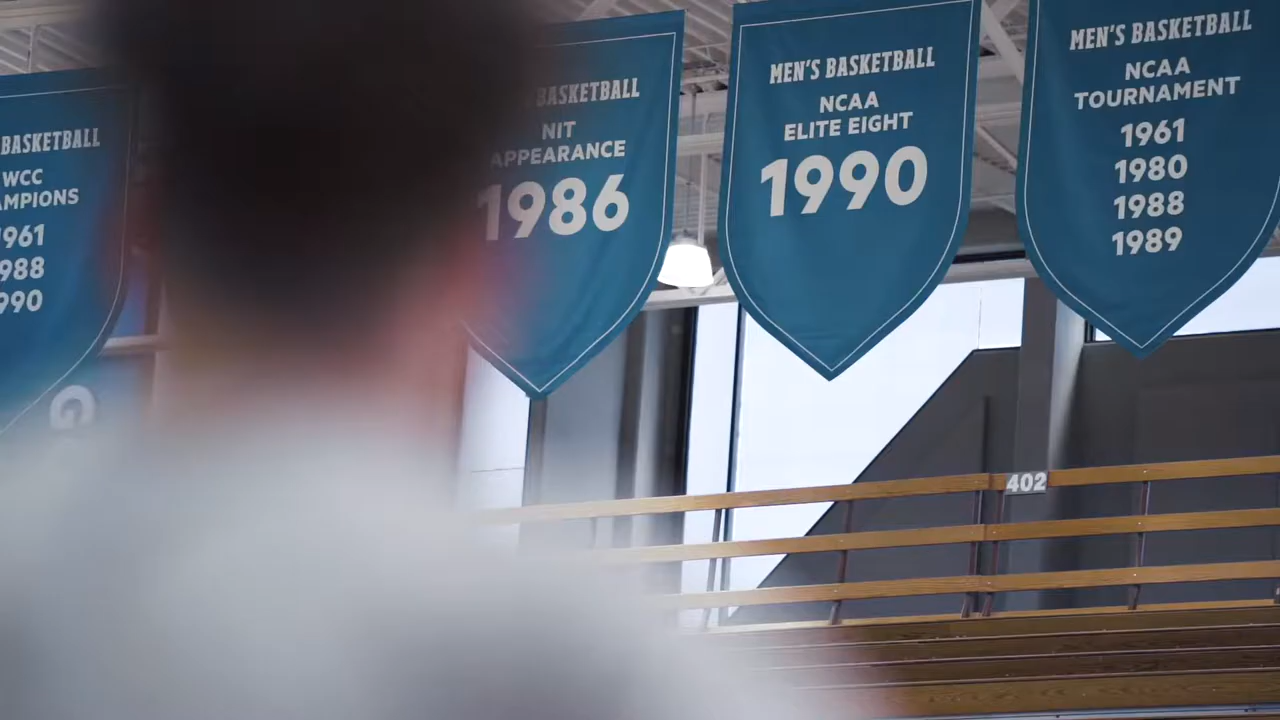 BASKETBALL
WCC
1961
1988
1990
G
BASKETBALL
NIT
APPEARANCE
1986
MEN'S BASKETBALL
NCAA
ELITE EIGHT
1990
MEN'S BASKETBALL
NCAA
TOURNAMENT
1961
1980
1988
1989
402